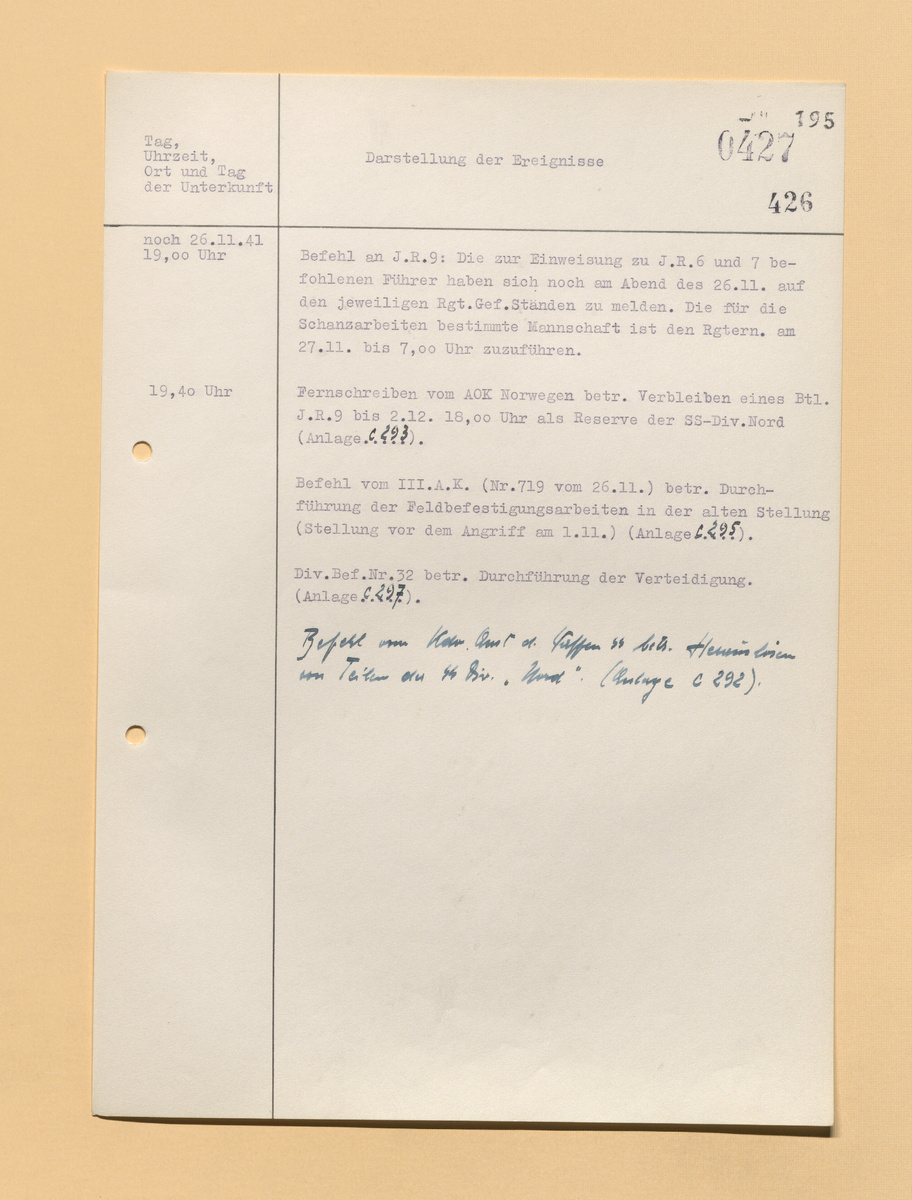 195
0427
426
Tag,
Uhrzeit,
Ort und Tag
der Unterkunft
Darstellung der Ereignisse
noch 26.11.41
19,oo Uhr
Befehl an J.R.9: Die zur Einweisung zu J.R.6 und 7 be-
fohlenen Führer haben sich noch am Abend des 26.11. auf
den jeweiligen Rgt.Gef.Ständen zu melden. Die für die
Schanzarbeiten bestimmte Mannschaft ist den Rgtern. am
27.11. bis 7,oo Uhr zuzuführen.
19,4o Uhr
Fernschreiben vom AOK Norwegen betr. Verbleiben eines Btl.
J.R.9 bis 2.12. 18,oo Uhr als Reserve der SS-Div.Nord
(Anlage C 293).
Befehl vom III.A.K. (Nr.719 vom 26.11.) betr. Durch-
führung der Feldbefestigungsarbeiten in der alten Stellung
(Stellung vor dem Angriff am 1.11.) (Anlage C 295).
Div.Bef.Nr.32 betr. Durchführung der Verteidigung.
(Anlage C 297).
Befehl vom Kdo. Amt d. Waffen SS betr. Herauslösen
von Teilen der SS Div. „Nord". (Anlage C 292).